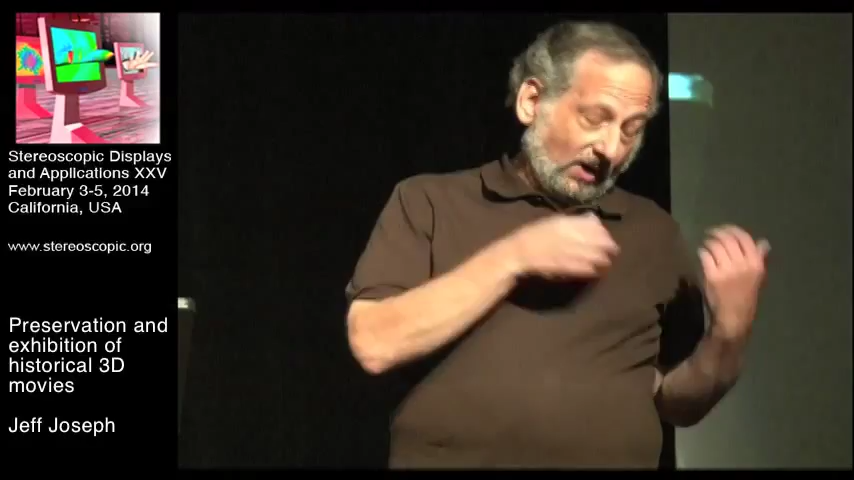 Stereoscopic Displays
and Applications XXV
February 3-5, 2014
California, USA
www.stereoscopic.org
Preservation and
exhibition of
historical 3D
movies
Jeff Joseph